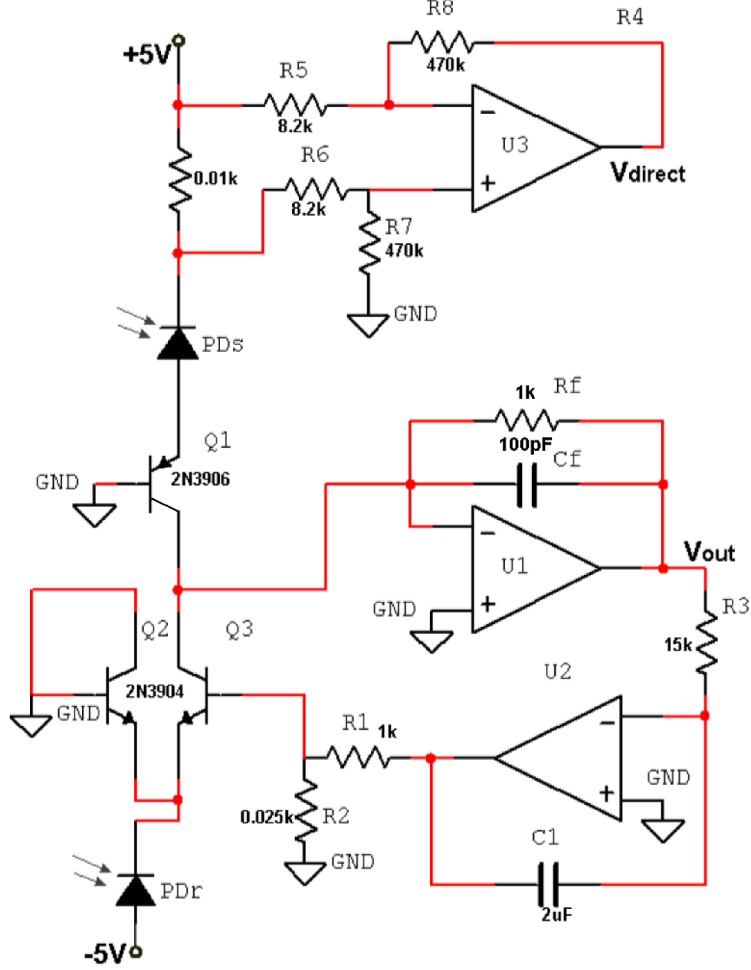 R8
R4
+5V
R5
470k
8.2k
−
U3
R6
+
Vdirect
0.01k
8.2k
R7
470k
GND
PDs
Rf
1k
100pF
Cf
Q1
GND
2N3906
−
U1
Vout
GND
+
R3
Q2
Q3
15k
U2
2N3904
GND
R1
1k
−
GND
+
0.025k
R2
GND
C1
PDr
2uF
-5V